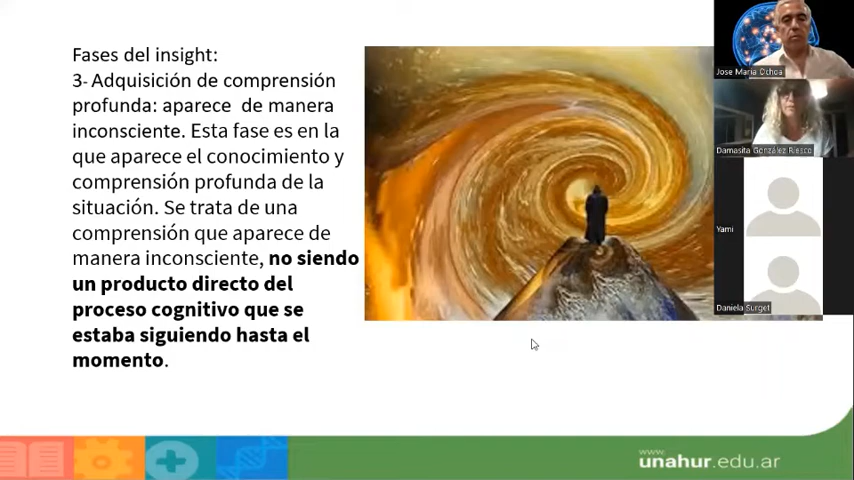 Fases del insight:
3- Adquisición de comprensión
profunda: aparece de manera
inconsciente. Esta fase es en la
que aparece el conocimiento y
comprensión profunda de la
situación. Se trata de una
comprensión que aparece de
manera inconsciente, no siendo
un producto directo del
proceso cognitivo que se
estaba siguiendo hasta el
momento.
Jose María Ochoa
Damasita González Riesco
Yami
Daniela Surget
www.
unahur.edu.ar